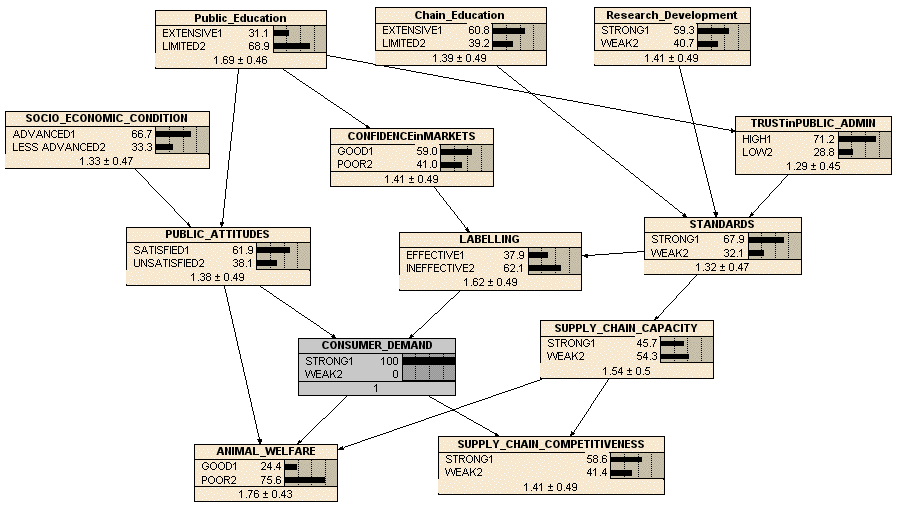 Public_Education
EXTENSIVE1 31.1
LIMITED2 68.9
1.69 ± 0.46
Chain_Education
EXTENSIVE1 60.8
LIMITED2 39.2
1.39 ± 0.49
Research_Development
STRONG1 59.3
WEAK2 40.7
1.41 ± 0.49
SOCIO_ECONOMIC_CONDITION
ADVANCED1 66.7
LESS ADVANCED2 33.3
1.33 ± 0.47
CONFIDENCEinMARKETS
GOOD1 59.0
POOR2 41.0
1.41 ± 0.49
TRUSTinPUBLIC_ADMIN
HIGH1 71.2
LOW2 28.8
1.29 ± 0.45
PUBLIC_ATTITUDES
SATISFIED1 61.9
UNSATISFIED2 38.1
1.38 ± 0.49
LABELLING
EFFECTIVE1 37.9
INEFFECTIVE2 62.1
1.62 ± 0.49
STANDARDS
STRONG1 67.9
WEAK2 32.1
1.32 ± 0.47
CONSUMER_DEMAND
STRONG1 100
WEAK2 0
1
SUPPLY_CHAIN_CAPACITY
STRONG1 45.7
WEAK2 54.3
1.54 ± 0.5
ANIMAL_WELFARE
GOOD1 24.4
POOR2 75.6
1.76 ± 0.43
SUPPLY_CHAIN_COMPETITIVENESS
STRONG1 58.6
WEAK2 41.4
1.41 ± 0.49